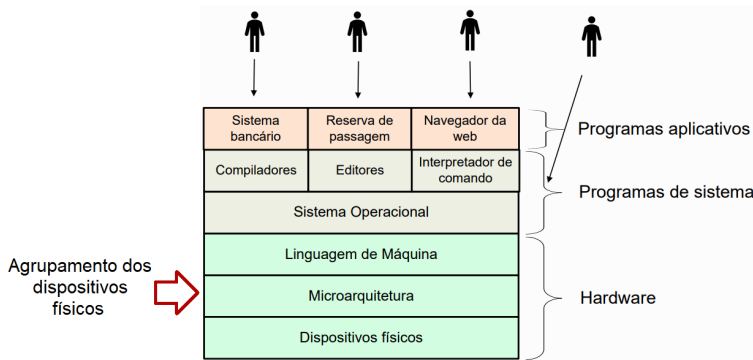 Sistema
bancário
Reserva de
passagem
Navegador da
web
Programas aplicativos
Compiladores
Editores
Interpretador de
comando
Programas de sistema
Sistema Operacional
Linguagem de Máquina
Agrupamento dos
dispositivos
físicos
Microarquitetura
Hardware
Dispositivos físicos